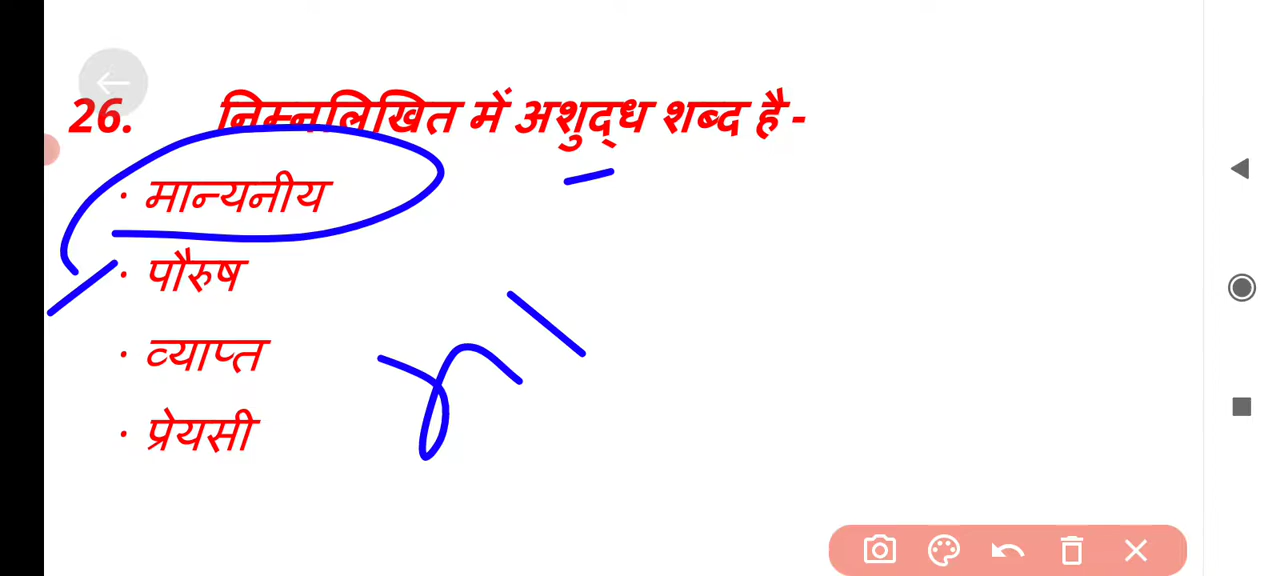 26. निम्नलिखित में अशुद्ध शब्द है -
· मान्यनीय
· पौरुष
· व्याप्त
· प्रेयसी